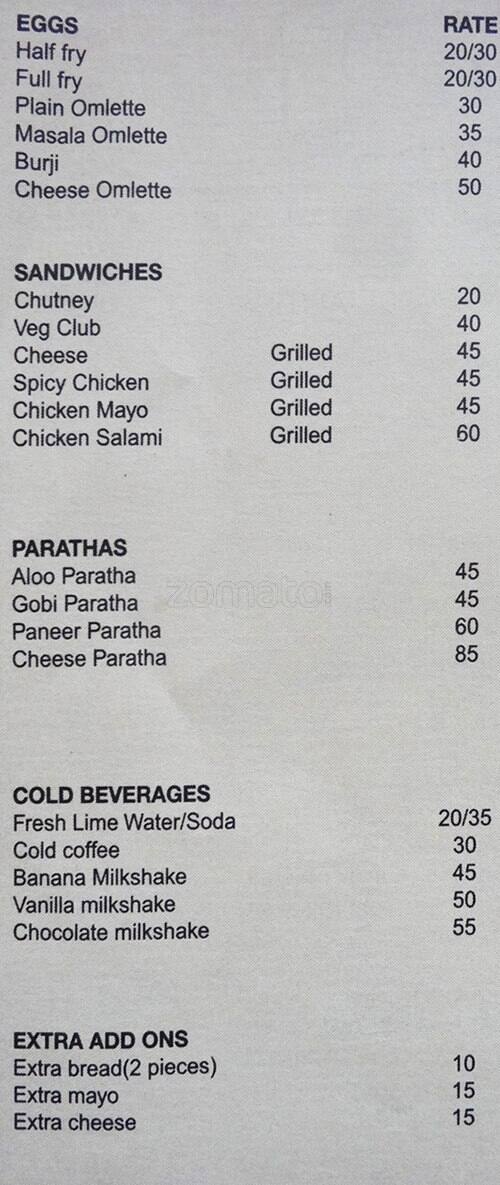 EGGS RATE
Half fry 20/30
Full fry 20/30
Plain Omlette 30
Masala Omlette 35
Burji 40
Cheese Omlette 50
SANDWICHES
Chutney 20
Veg Club 40
Cheese Grilled 45
Spicy Chicken Grilled 45
Chicken Mayo Grilled 45
Chicken Salami Grilled 60
PARATHAS
Aloo Paratha 45
zomato
Gobi Paratha 45
Paneer Paratha 60
Cheese Paratha 85
COLD BEVERAGES
Fresh Lime Water/Soda 20/35
Cold coffee 30
Banana Milkshake 45
Vanilla milkshake 50
Chocolate milkshake 55
EXTRA ADD ONS
Extra bread(2 pieces) 10
Extra mayo 15
Extra cheese 15